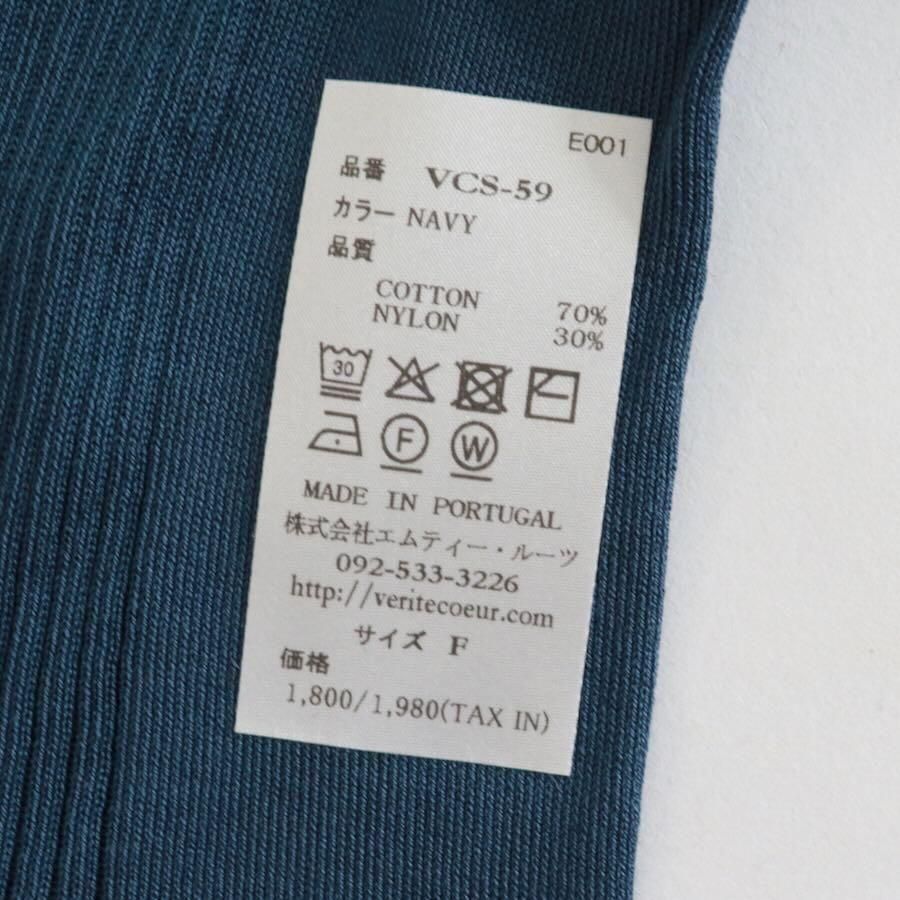 E001
品番 VCS-59
カラー NAVY
品質
COTTON 70%
NYLON 30%
30
F W
MADE IN PORTUGAL
株式会社エムティー・ルーツ
092-533-3226
http://veritecoeur.com
サイズ F
価格
1,800/1,980(TAX IN)